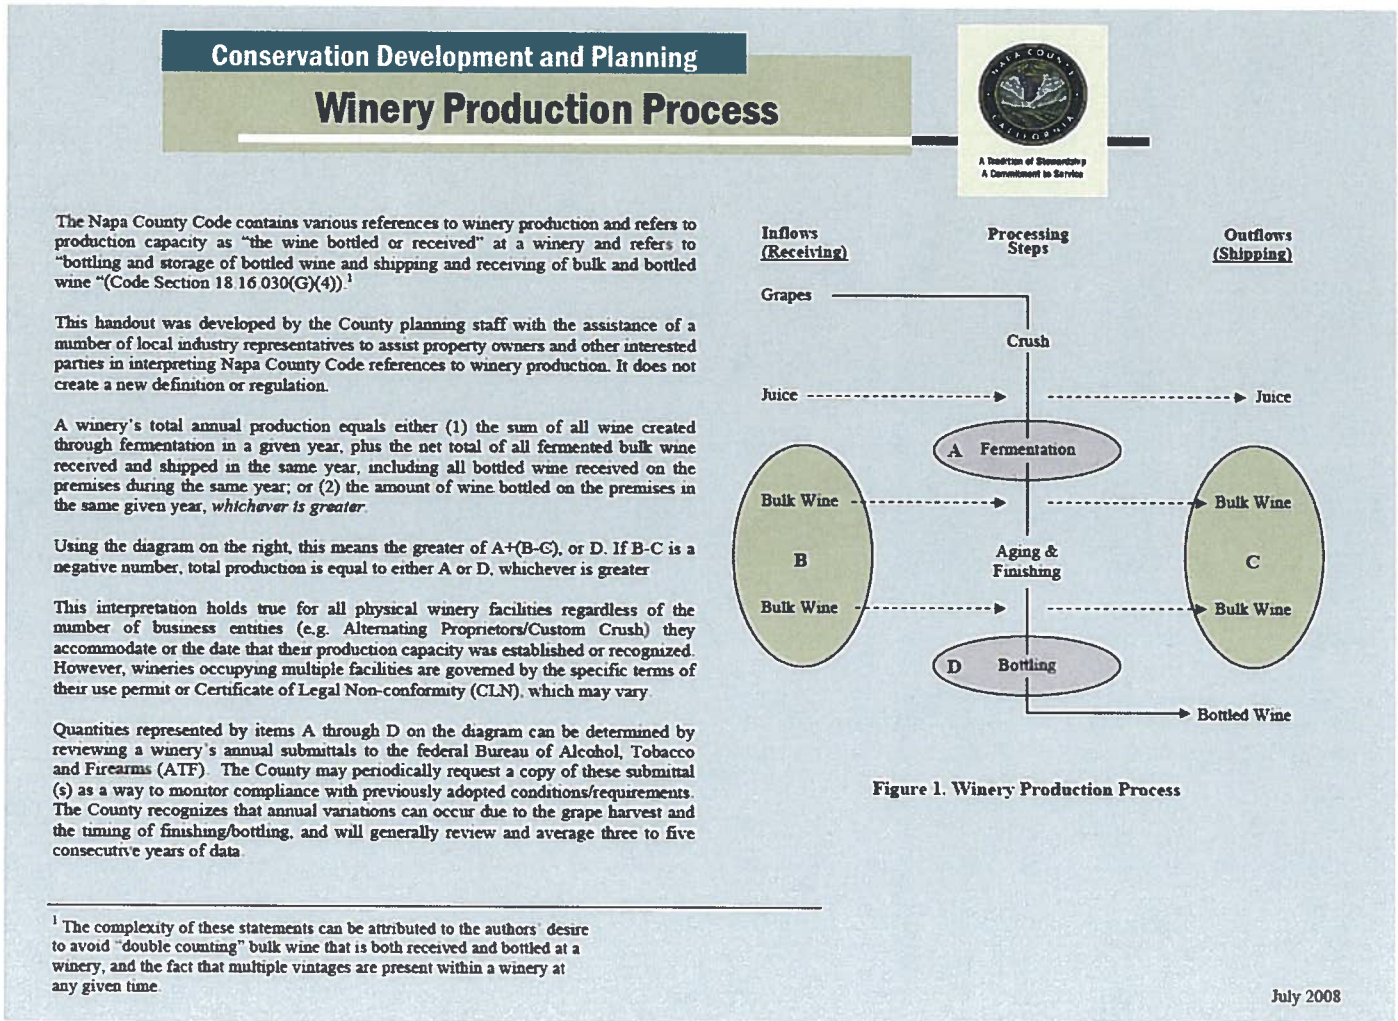 Conservation Development and Planning
Winery Production Process
NAPA COUNTY
CALIFORNIA
A Tradition of Stewardship
A Commitment to Service
The Napa County Code contains various references to winery production and refers to
production capacity as "the wine bottled or received" at a winery and refers to
"bottling and storage of bottled wine and shipping and receiving of bulk and bottled
wine "(Code Section 18.16.030(G)(4)).1
This handout was developed by the County planning staff with the assistance of a
number of local industry representatives to assist property owners and other interested
parties in interpreting Napa County Code references to winery production. It does not
create a new definition or regulation.
A winery's total annual production equals either (1) the sum of all wine created
through fermentation in a given year, plus the net total of all fermented bulk wine
received and shipped in the same year, including all bottled wine received on the
premises during the same year; or (2) the amount of wine bottled on the premises in
the same given year, whichever is greater.
Using the diagram on the right, this means the greater of A+(B-C), or D. If B-C is a
negative number, total production is equal to either A or D, whichever is greater
This interpretation holds true for all physical winery facilities regardless of the
number of business entities (e.g. Alternating Proprietors/Custom Crush) they
accommodate or the date that their production capacity was established or recognized.
However, wineries occupying multiple facilities are governed by the specific terms of
their use permit or Certificate of Legal Non-conformity (CLN), which may vary.
Quantities represented by items A through D on the diagram can be determined by
reviewing a winery's annual submittals to the federal Bureau of Alcohol, Tobacco
and Firearms (ATF). The County may periodically request a copy of these submittal
(s) as a way to monitor compliance with previously adopted conditions/requirements.
The County recognizes that annual variations can occur due to the grape harvest and
the timing of finishing/bottling, and will generally review and average three to five
consecutive years of data.
Inflows
(Receiving)
Processing
Steps
Outflows
(Shipping)
Grapes
Crush
Juice
Juice
A Fermentation
Bulk Wine
Bulk Wine
B
Aging &
Finishing
C
Bulk Wine
Bulk Wine
D Bottling
Bottled Wine
Figure 1. Winery Production Process
1 The complexity of these statements can be attributed to the authors' desire
to avoid "double counting" bulk wine that is both received and bottled at a
winery, and the fact that multiple vintages are present within a winery at
any given time.
July 2008